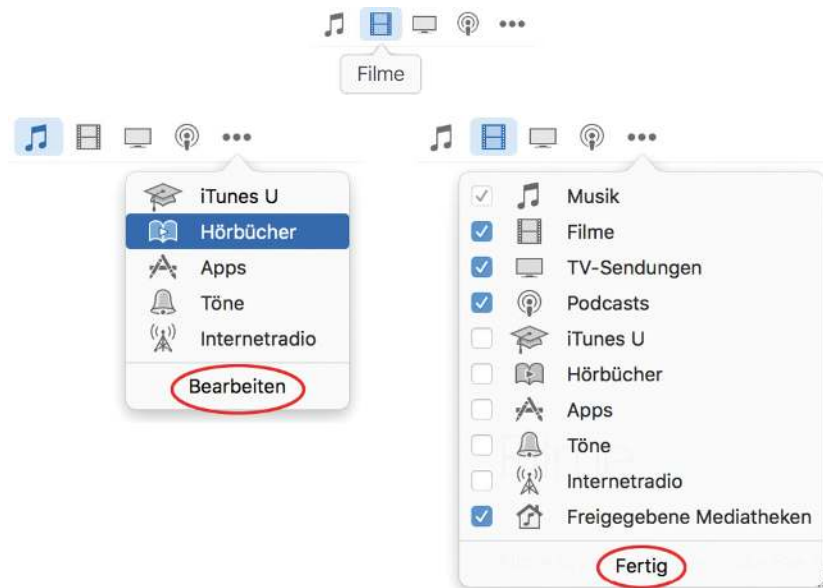 Filme
iTunes U
Hörbücher
Apps
Töne
Internetradio
Bearbeiten
Musik
Filme
TV-Sendungen
Podcasts
iTunes U
Hörbücher
Apps
Töne
Internetradio
Freigegebene Mediatheken
Fertig